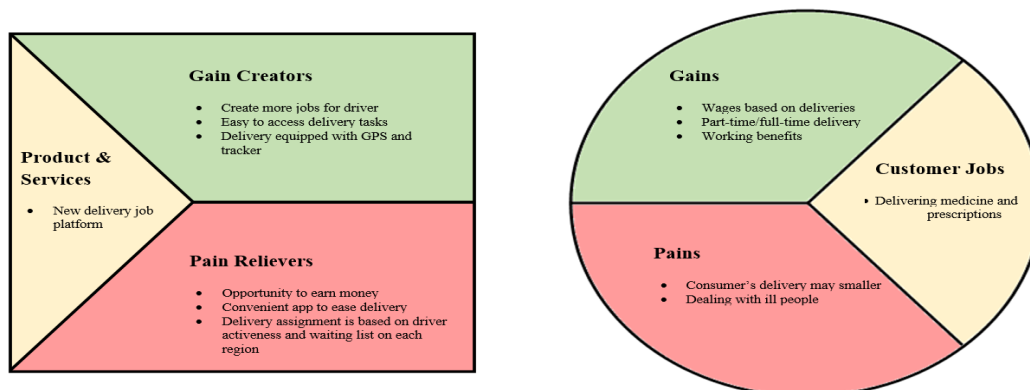 Gain Creators
• Create more jobs for driver
• Easy to access delivery tasks
• Delivery equipped with GPS and
tracker
Product &
Services
• New delivery job
platform
Pain Relievers
• Opportunity to earn money
• Convenient app to ease delivery
• Delivery assignment is based on driver
activeness and waiting list on each
region
Gains
• Wages based on deliveries
• Part-time/full-time delivery
• Working benefits
Customer Jobs
• Delivering medicine and
prescriptions
Pains
• Consumer's delivery may smaller
• Dealing with ill people